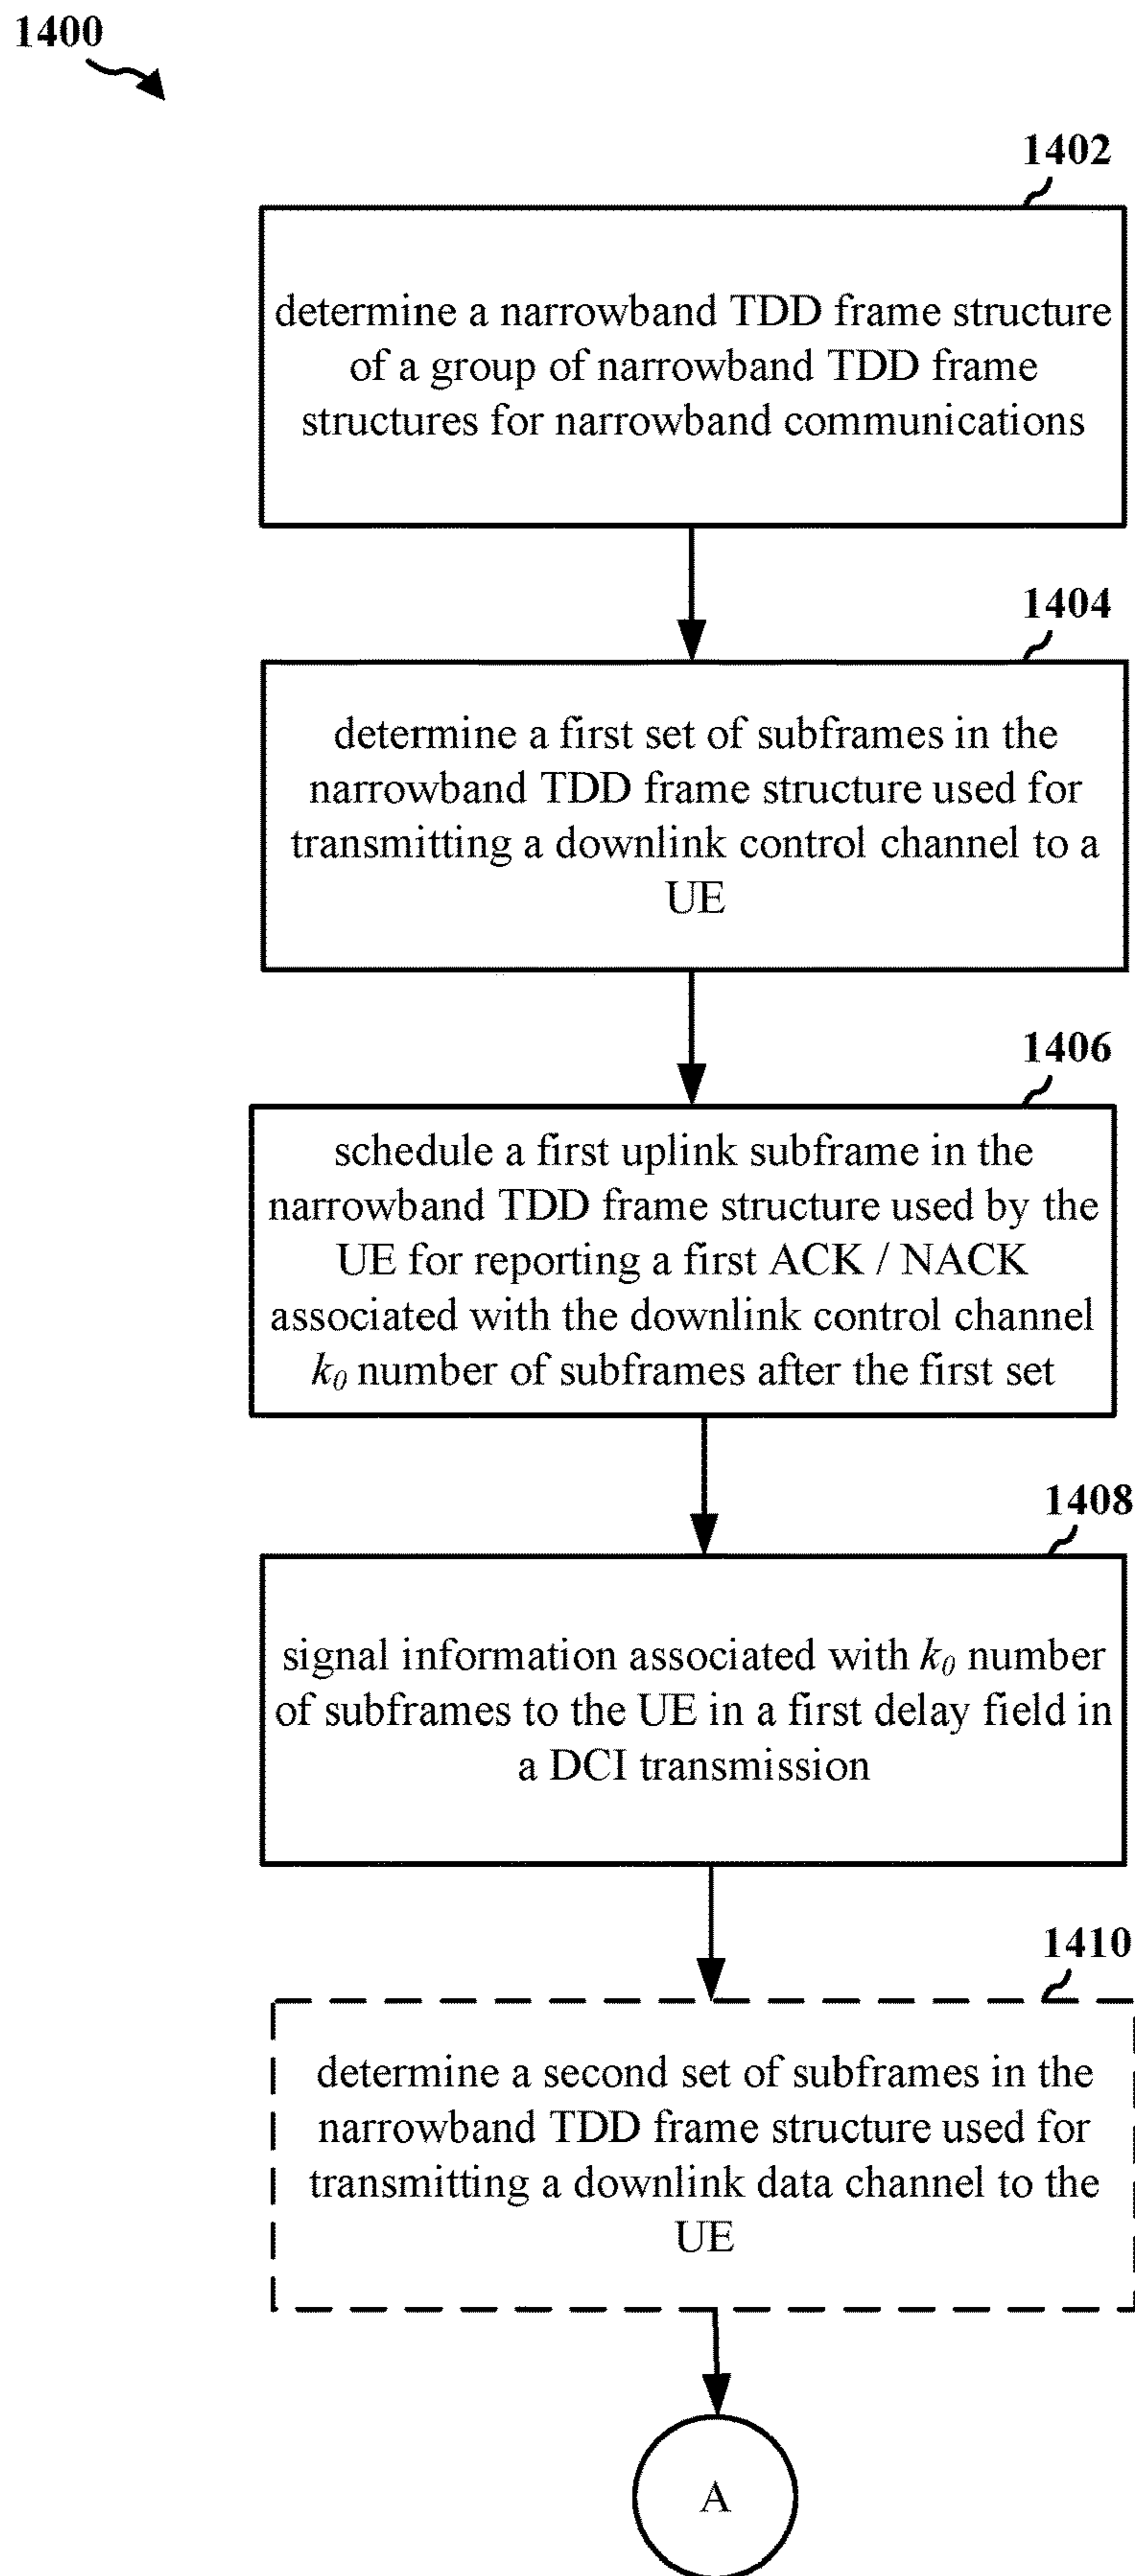 1400
1402
determine a narrowband TDD frame structure
of a group of narrowband TDD frame
structures for narrowband communications
1404
determine a first set of subframes in the
narrowband TDD frame structure used for
transmitting a downlink control channel to a
UE
1406
schedule a first uplink subframe in the
narrowband TDD frame structure used by the
UE for reporting a first ACK / NACK
associated with the downlink control channel
k₀ number of subframes after the first set
1408
signal information associated with k₀ number
of subframes to the UE in a first delay field in
a DCI transmission
1410
determine a second set of subframes in the
narrowband TDD frame structure used for
transmitting a downlink data channel to the
UE
A